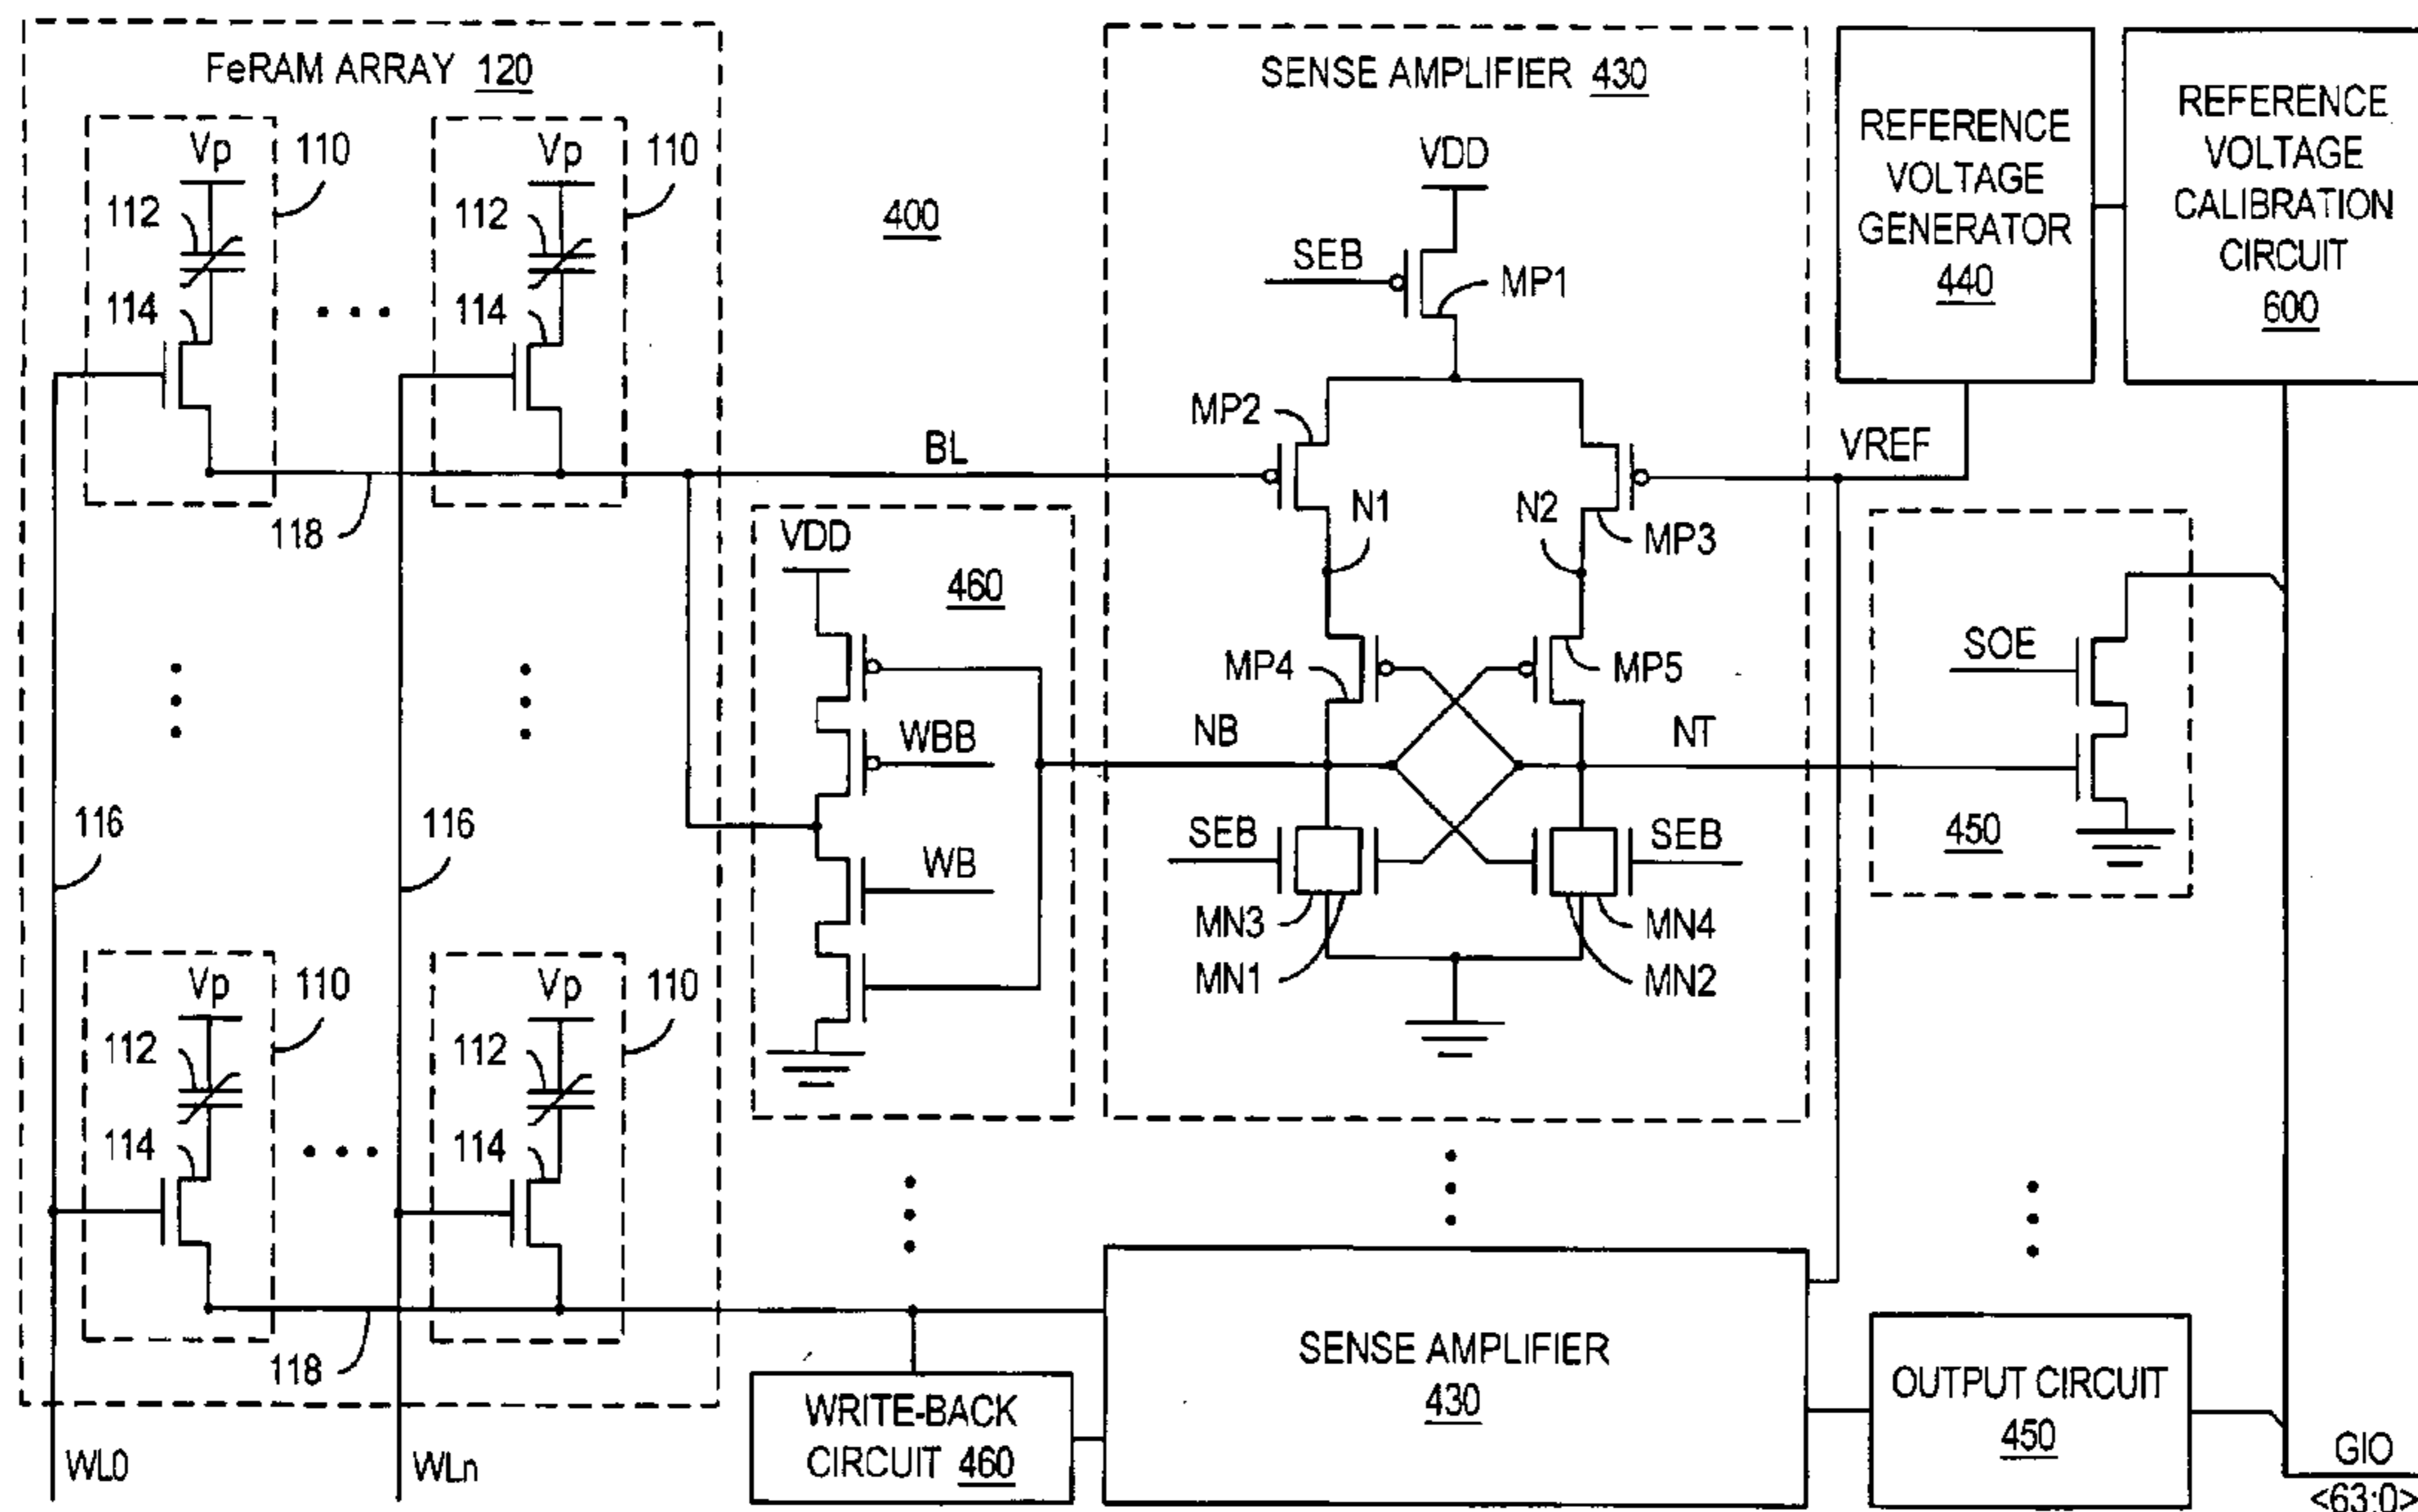 FeRAM ARRAY 120
Vp
110
112
114
Vp
110
112
114
118
116
116
Vp
110
112
114
Vp
110
112
114
118
WL0
WLn
400
BL
VDD
460
WBB
WB
SENSE AMPLIFIER 430
VDD
SEB
MP1
MP2
N1
N2
MP3
MP4
MP5
NB
NT
SEB
SEB
MN3
MN4
MN1
MN2
REFERENCE
VOLTAGE
GENERATOR
440
REFERENCE
VOLTAGE
CALIBRATION
CIRCUIT
600
VREF
SOE
450
WRITE-BACK
CIRCUIT 460
SENSE AMPLIFIER
430
OUTPUT CIRCUIT
450
GIO
<63:0>